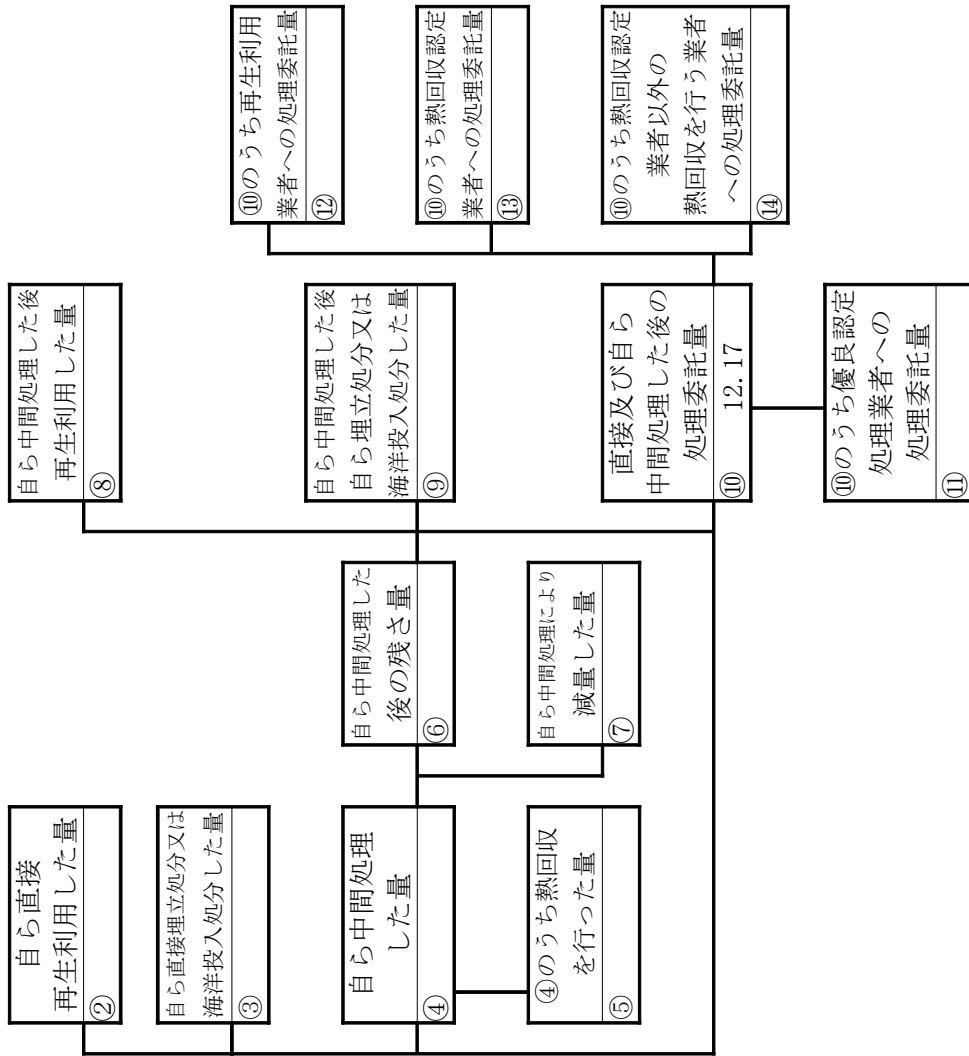 自ら直接
再生利用した量
②
自ら直接埋立処分又は
海洋投入処分した量
③
自ら中間処理
した量
④
④のうち熱回収
を行った量
⑤
自ら中間処理した
後の残さ量
⑥
自ら中間処理により
減量した量
⑦
自ら中間処理した後
再生利用した量
⑧
自ら中間処理した後
自ら埋立処分又は
海洋投入処分した量
⑨
直接及び自ら
中間処理した後の
処理委託量
⑩ 12.17
⑩のうち優良認定
処理業者への
処理委託量
⑪
⑩のうち再生利用
業者への処理委託量
⑫
⑩のうち熱回収認定
業者への処理委託量
⑬
⑩のうち熱回収認定
業者以外の
熱回収を行う業者
への処理委託量
⑭